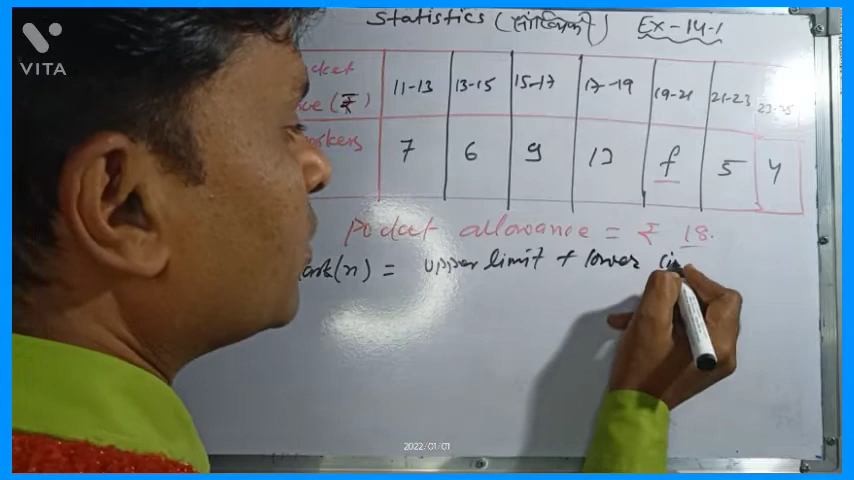 Statistics (सांख्यिकी) Ex-14.1
VITA
11-13 13-15 15-17 17-19 19-21 21-23 23-25
(₹)
7 6 9 13 f 5 4
Pocket allowance = ₹ 18.
(x) = upper limit + lower
2022/01/01